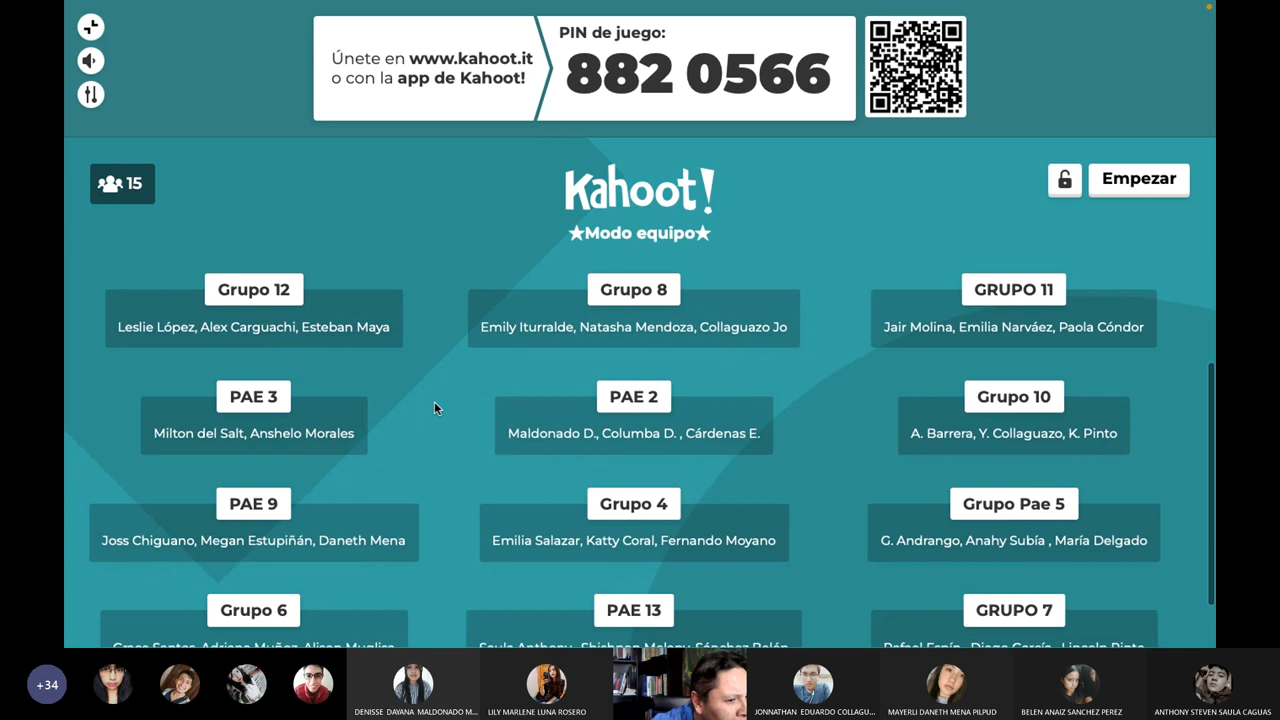 Únete en www.kahoot.it
o con la app de Kahoot!
PIN de juego:
882 0566
15
Kahoot!
★Modo equipo★
Empezar
Grupo 12
Leslie López, Alex Carguachi, Esteban Maya
Grupo 8
Emily Iturralde, Natasha Mendoza, Collaguazo Jo
GRUPO 11
Jair Molina, Emilia Narváez, Paola Cóndor
PAE 3
Milton del Salt, Anshelo Morales
PAE 2
Maldonado D., Columba D. , Cárdenas E.
Grupo 10
A. Barrera, Y. Collaguazo, K. Pinto
PAE 9
Joss Chiguano, Megan Estupiñán, Daneth Mena
Grupo 4
Emilia Salazar, Katty Coral, Fernando Moyano
Grupo Pae 5
G. Andrango, Anahy Subía , María Delgado
Grupo 6
PAE 13
GRUPO 7
+34
DENISSE DAYANA MALDONADO M...
LILY MARLENE LUNA ROSERO
JONNATHAN EDUARDO COLLAGU...
MAYERLI DANETH MENA PILPUD
BELEN ANAIZ SANCHEZ PEREZ
ANTHONY STEVEN SAULA CAGUAS